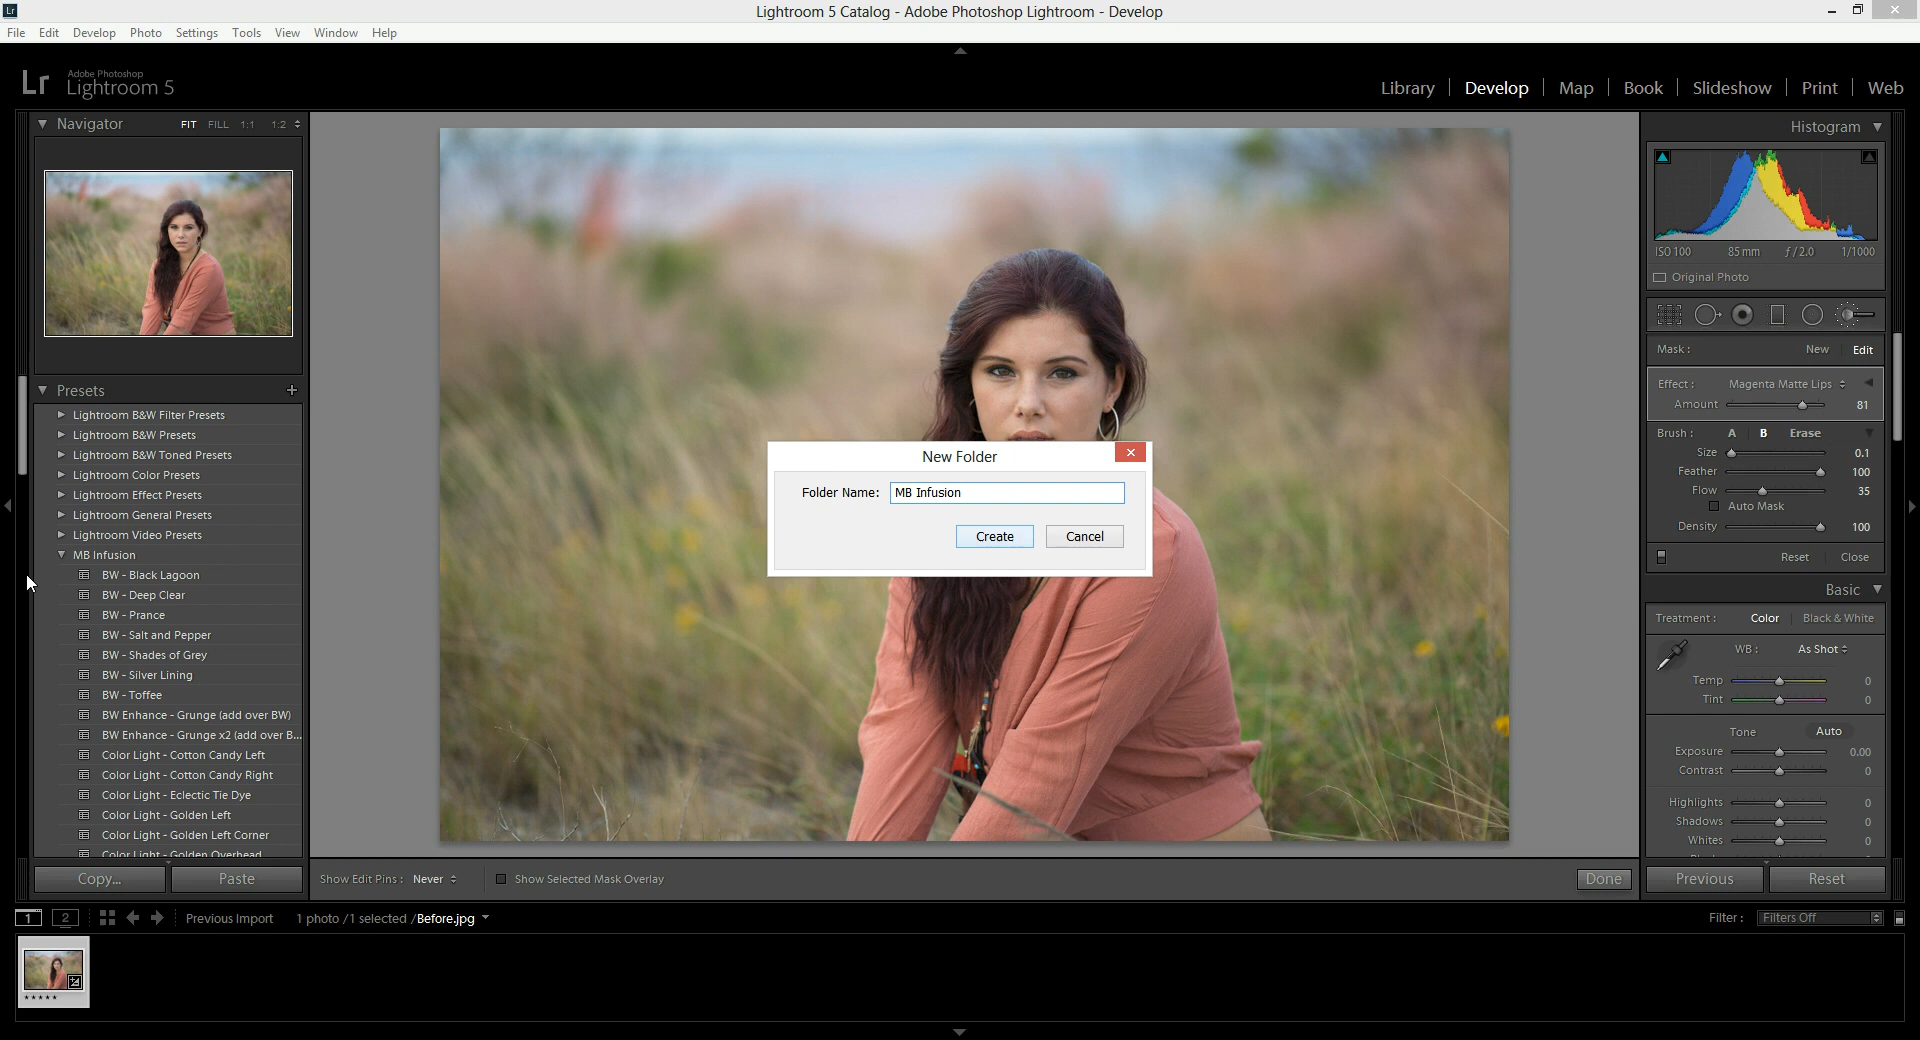 Lr
Lightroom 5 Catalog - Adobe Photoshop Lightroom - Develop
File Edit Develop Photo Settings Tools View Window Help
Lr Adobe Photoshop
Lightroom 5
Library | Develop | Map | Book | Slideshow | Print | Web
Navigator FIT FILL 1:1 1:2
Presets +
Lightroom B&W Filter Presets
Lightroom B&W Presets
Lightroom B&W Toned Presets
Lightroom Color Presets
Lightroom Effect Presets
Lightroom General Presets
Lightroom Video Presets
MB Infusion
BW - Black Lagoon
BW - Deep Clear
BW - Prance
BW - Salt and Pepper
BW - Shades of Grey
BW - Silver Lining
BW - Toffee
BW Enhance - Grunge (add over BW)
BW Enhance - Grunge x2 (add over B...
Color Light - Cotton Candy Left
Color Light - Cotton Candy Right
Color Light - Eclectic Tie Dye
Color Light - Golden Left
Color Light - Golden Left Corner
Color Light - Golden Overhead
Copy... Paste
New Folder
Folder Name: MB Infusion
Create Cancel
Histogram
ISO 100 85 mm f / 2.0 1/1000
Original Photo
Mask : New Edit
Effect : Magenta Matte Lips
Amount 81
Brush : A B Erase
Size 0.1
Feather 100
Flow 35
Auto Mask
Density 100
Reset Close
Basic
Treatment : Color Black & White
WB : As Shot
Temp 0
Tint 0
Tone Auto
Exposure 0.00
Contrast 0
Highlights 0
Shadows 0
Whites 0
Show Edit Pins : Never Show Selected Mask Overlay Done
Previous Reset
1 2 Previous Import 1 photo /1 selected /Before.jpg Filter : Filters Off